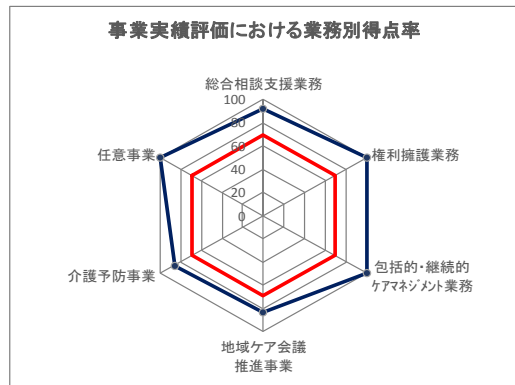 事業実績評価における業務別得点率
総合相談支援業務
100
80
60
40
20
0
任意事業
権利擁護業務
介護予防事業
包括的・継続的
ケアマネジメント業務
地域ケア会議
推進事業